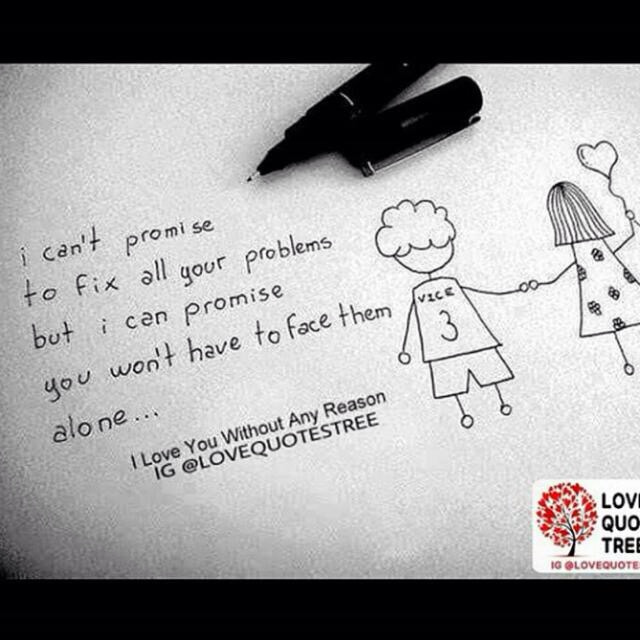 i can't promise
to fix all your problems
but i can promise
you won't have to face them
alone...
I Love You Without Any Reason
IG @LOVEQUOTESTREE
VICE
3
LOVE
QUO
TREE
IG @LOVEQUOTE